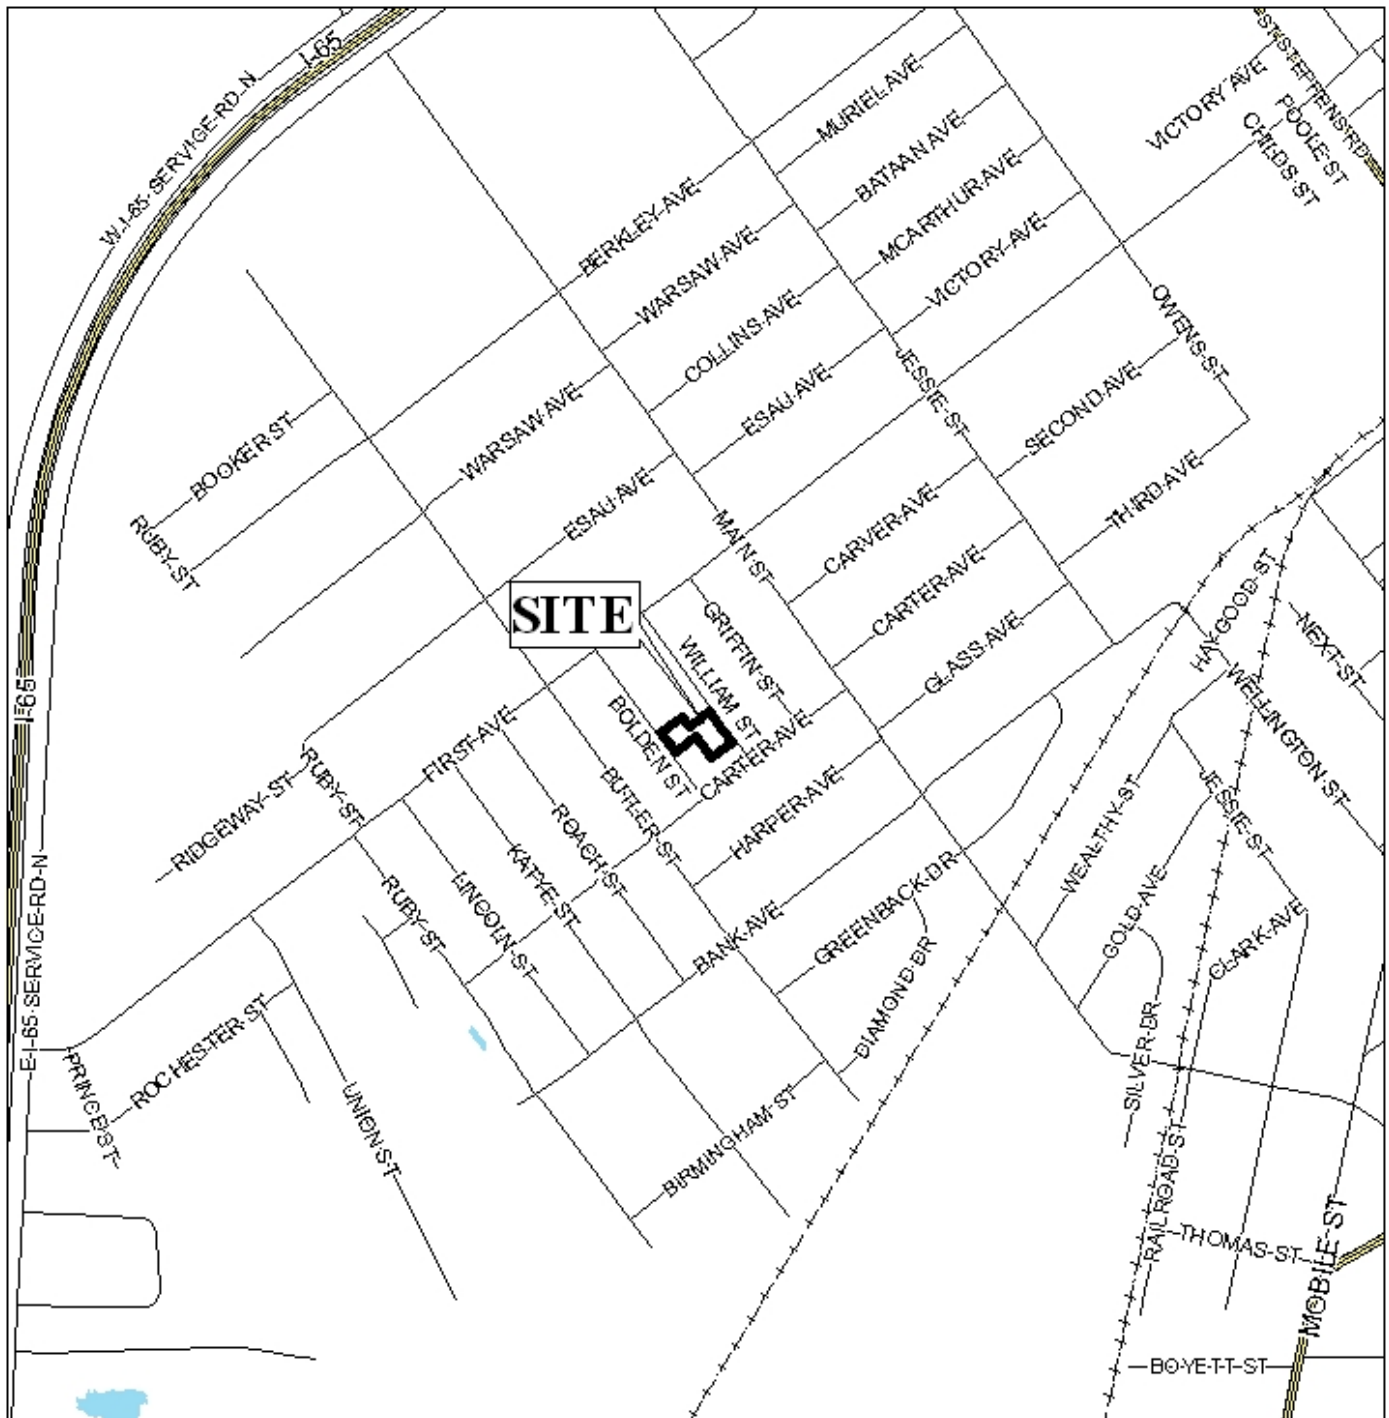 I-65
ST STEPHENS RD
W I-65 SERVICE RD N
MURIEL AVE
VICTORY AVE
POOLE ST
CHILDS ST
BATAAN AVE
MCARTHUR AVE
BERKLEY AVE
WARSAW AVE
VICTORY AVE
COLLINS AVE
OWENS ST
JESSIE ST
ESAU AVE
SECOND AVE
WARSAW AVE
BOOKER ST
ESAU AVE
THIRD AVE
CARVER AVE
MAIN ST
RUBY ST
CARTER AVE
HAYGOOD ST
SITE
GRIFFIN ST
GLASS AVE
NEXT ST
WILLIAM ST
I-65
WELLINGTON ST
BOLDEN ST
CARTER AVE
FIRST AVE
RUBY ST
RIDGEWAY ST
BUTLER ST
HARPER AVE
JESSIE ST
WEALTHY ST
ROACH ST
KATYE ST
LINCOLN ST
RUBY ST
GREENBACK DR
GOLD AVE
BANK AVE
CLARK AVE
E I-65 SERVICE RD N
DIAMOND DR
ROCHESTER ST
PRINCE ST
UNION ST
SILVER DR
BIRMINGHAM ST
RAILROAD ST
THOMAS ST
MOBILE ST
BOYETT ST